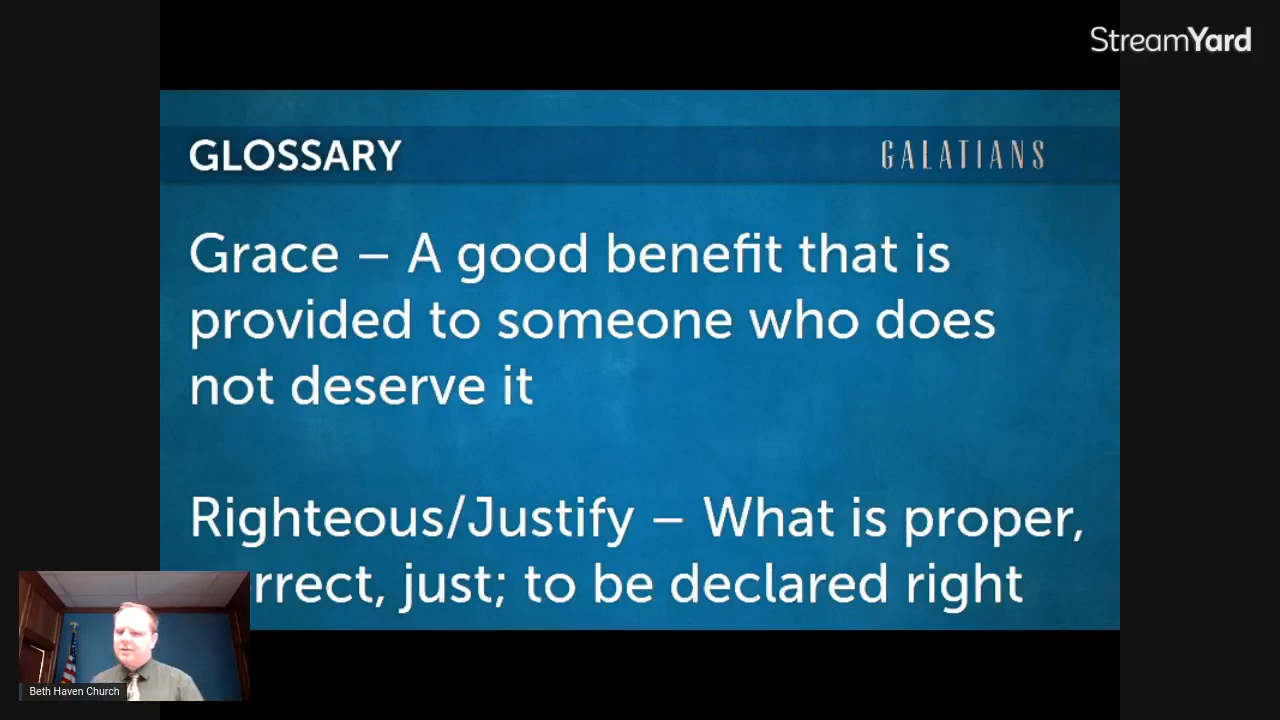 StreamYard
GLOSSARY
GALATIANS
Grace – A good benefit that is
provided to someone who does
not deserve it
Righteous/Justify – What is proper,
rrect, just; to be declared right
Beth Haven Church